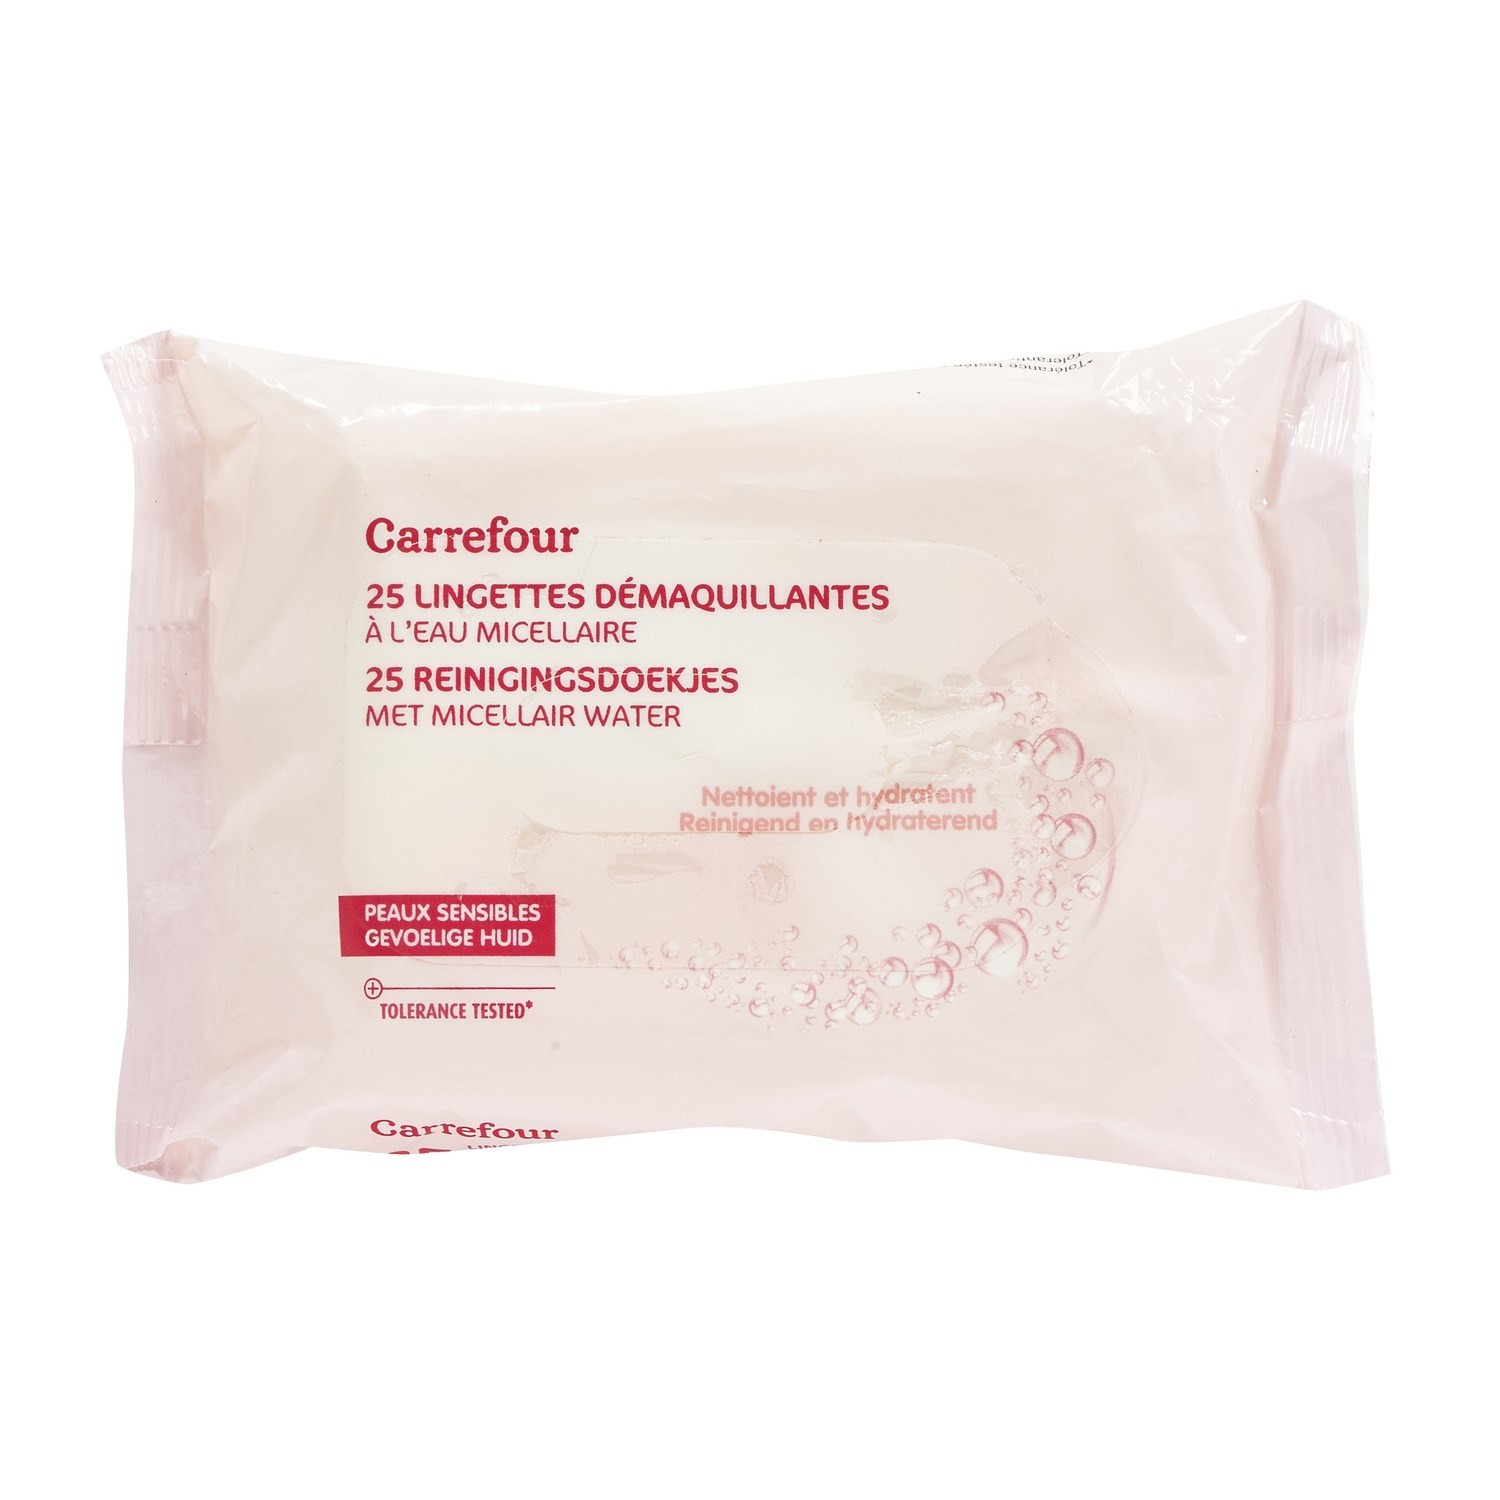 *Tolérance
Carrefour
25 LINGETTES DÉMAQUILLANTES
À L'EAU MICELLAIRE
25 REINIGINGSDOEKJES
MET MICELLAIR WATER
Nettoient et hydratent
Reinigend en hydraterend
PEAUX SENSIBLES
GEVOELIGE HUID
TOLERANCE TESTED*
Carrefour